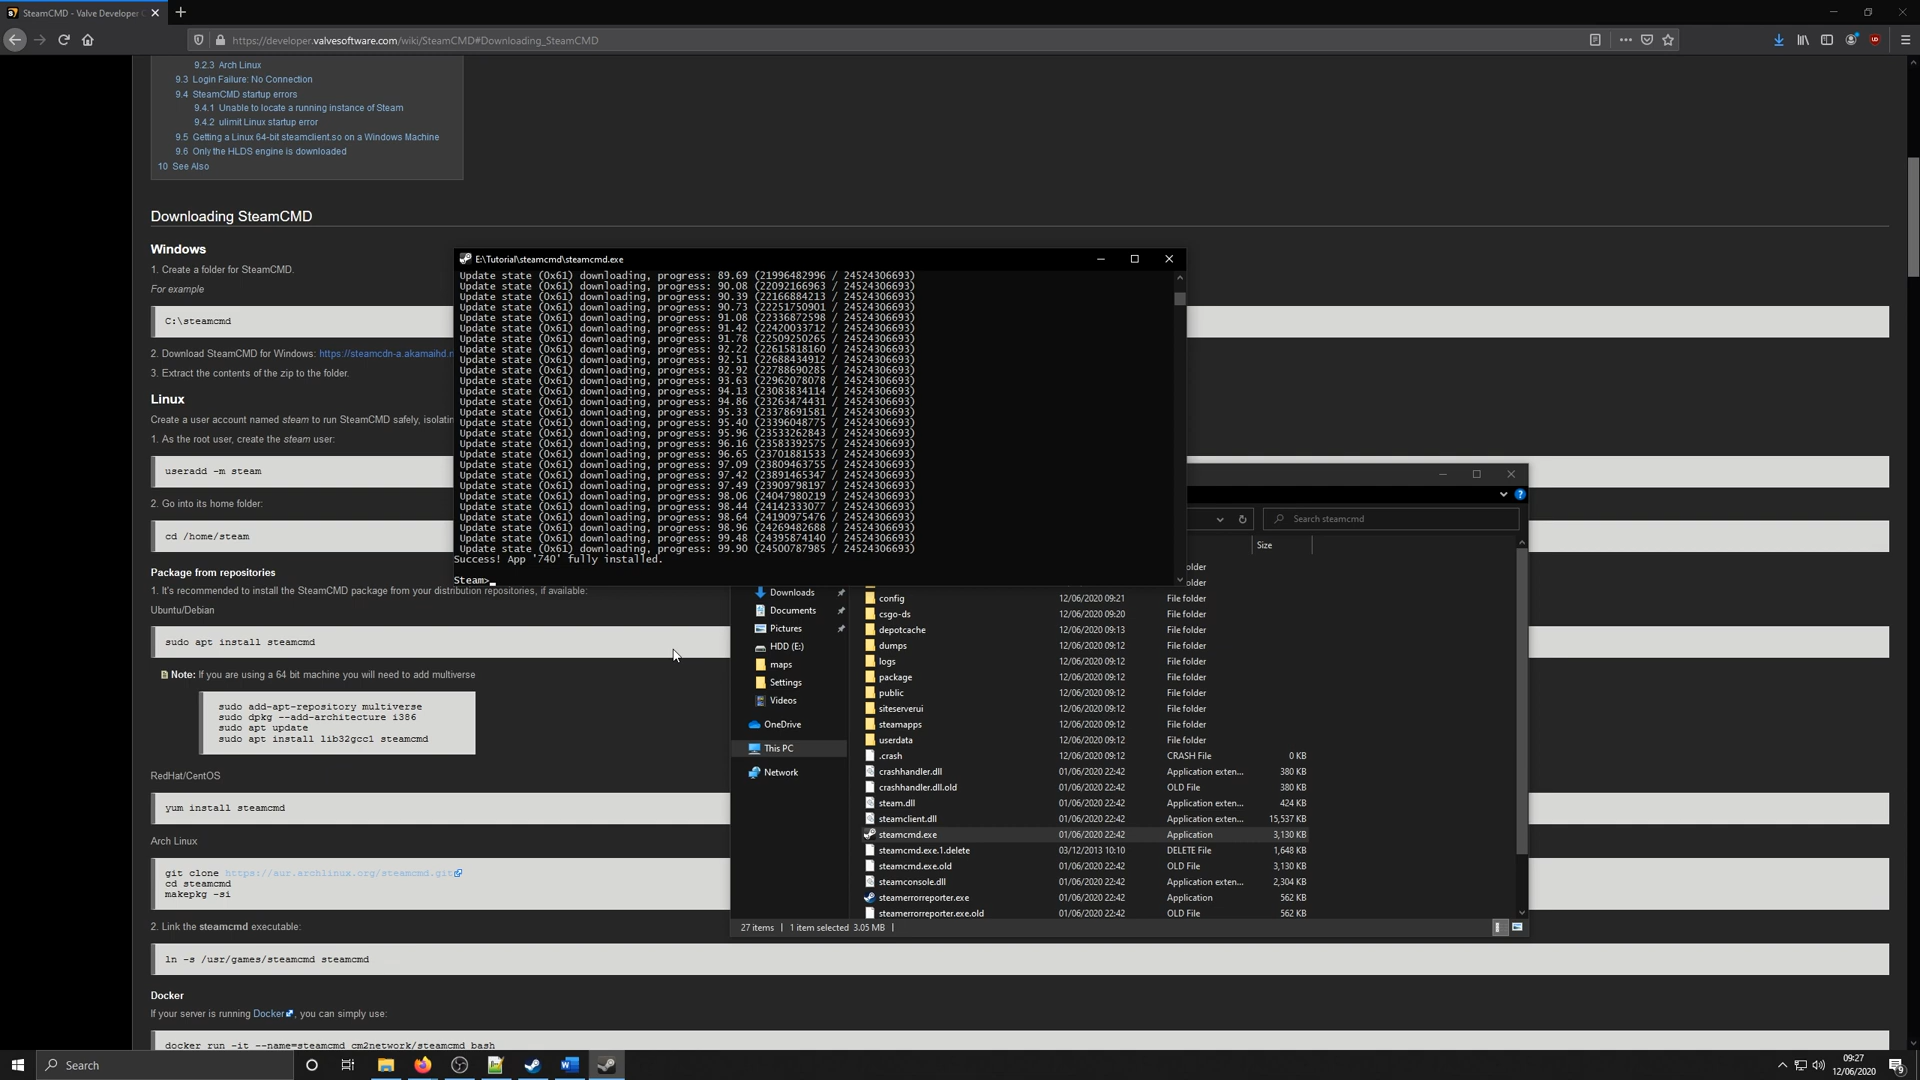 SteamCMD - Valve Developer
https://developer.valvesoftware.com/wiki/SteamCMD#Downloading_SteamCMD
9.2.3 Arch Linux
9.3 Login Failure: No Connection
9.4 SteamCMD startup errors
9.4.1 Unable to locate a running instance of Steam
9.4.2 ulimit Linux startup error
9.5 Getting a Linux 64-bit steamclient.so on a Windows Machine
9.6 Only the HLDS engine is downloaded
10 See Also
Downloading SteamCMD
Windows
1. Create a folder for SteamCMD.
For example
C:\steamcmd
2. Download SteamCMD for Windows: https://steamcdn-a.akamaihd.n
3. Extract the contents of the zip to the folder.
Linux
Create a user account named steam to run SteamCMD safely, isolatin
1. As the root user, create the steam user:
useradd -m steam
2. Go into its home folder:
cd /home/steam
Package from repositories
1. It's recommended to install the SteamCMD package from your distribution repositories, if available:
Ubuntu/Debian
sudo apt install steamcmd
Note: If you are using a 64 bit machine you will need to add multiverse
sudo add-apt-repository multiverse
sudo dpkg --add-architecture i386
sudo apt update
sudo apt install lib32gcc1 steamcmd
RedHat/CentOS
yum install steamcmd
Arch Linux
git clone https://aur.archlinux.org/steamcmd.git
cd steamcmd
makepkg -si
2. Link the steamcmd executable:
ln -s /usr/games/steamcmd steamcmd
Docker
If your server is running Docker, you can simply use:
docker run -it --name=steamcmd cm2network/steamcmd bash
E:\Tutorial\steamcmd\steamcmd.exe
Update state (0x61) downloading, progress: 89.69 (21996482996 / 24524306693)
Update state (0x61) downloading, progress: 90.08 (22092166963 / 24524306693)
Update state (0x61) downloading, progress: 90.39 (22166884213 / 24524306693)
Update state (0x61) downloading, progress: 90.73 (22251750901 / 24524306693)
Update state (0x61) downloading, progress: 91.08 (22336872598 / 24524306693)
Update state (0x61) downloading, progress: 91.42 (22420033712 / 24524306693)
Update state (0x61) downloading, progress: 91.78 (22509250265 / 24524306693)
Update state (0x61) downloading, progress: 92.22 (22615818160 / 24524306693)
Update state (0x61) downloading, progress: 92.51 (22688434912 / 24524306693)
Update state (0x61) downloading, progress: 92.92 (22788690285 / 24524306693)
Update state (0x61) downloading, progress: 93.63 (22962078078 / 24524306693)
Update state (0x61) downloading, progress: 94.13 (23083834114 / 24524306693)
Update state (0x61) downloading, progress: 94.86 (23263474431 / 24524306693)
Update state (0x61) downloading, progress: 95.33 (23378691581 / 24524306693)
Update state (0x61) downloading, progress: 95.40 (23396048775 / 24524306693)
Update state (0x61) downloading, progress: 95.96 (23533262843 / 24524306693)
Update state (0x61) downloading, progress: 96.16 (23583392575 / 24524306693)
Update state (0x61) downloading, progress: 96.65 (23701881533 / 24524306693)
Update state (0x61) downloading, progress: 97.09 (23809463755 / 24524306693)
Update state (0x61) downloading, progress: 97.42 (23891465347 / 24524306693)
Update state (0x61) downloading, progress: 97.49 (23909798197 / 24524306693)
Update state (0x61) downloading, progress: 98.06 (24047980219 / 24524306693)
Update state (0x61) downloading, progress: 98.44 (24142333077 / 24524306693)
Update state (0x61) downloading, progress: 98.64 (24190975476 / 24524306693)
Update state (0x61) downloading, progress: 98.96 (24269482688 / 24524306693)
Update state (0x61) downloading, progress: 99.48 (24395874140 / 24524306693)
Update state (0x61) downloading, progress: 99.90 (24500787985 / 24524306693)
Success! App '740' fully installed.
Steam>_
Search steamcmd
Size
older
older
Downloads
Documents
Pictures
HDD (E:)
maps
Settings
Videos
OneDrive
This PC
Network
config 12/06/2020 09:21 File folder
csgo-ds 12/06/2020 09:20 File folder
depotcache 12/06/2020 09:13 File folder
dumps 12/06/2020 09:12 File folder
logs 12/06/2020 09:12 File folder
package 12/06/2020 09:12 File folder
public 12/06/2020 09:12 File folder
siteserverui 12/06/2020 09:12 File folder
steamapps 12/06/2020 09:12 File folder
userdata 12/06/2020 09:12 File folder
.crash 12/06/2020 09:12 CRASH File 0 KB
crashhandler.dll 01/06/2020 22:42 Application exten... 380 KB
crashhandler.dll.old 01/06/2020 22:42 OLD File 380 KB
steam.dll 01/06/2020 22:42 Application exten... 424 KB
steamclient.dll 01/06/2020 22:42 Application exten... 15,537 KB
steamcmd.exe 01/06/2020 22:42 Application 3,130 KB
steamcmd.exe.1.delete 03/12/2013 10:10 DELETE File 1,648 KB
steamcmd.exe.old 01/06/2020 22:42 OLD File 3,130 KB
steamconsole.dll 01/06/2020 22:42 Application exten... 2,304 KB
steamerrorreporter.exe 01/06/2020 22:42 Application 562 KB
steamerrorreporter.exe.old 01/06/2020 22:42 OLD File 562 KB
27 items 1 item selected 3.05 MB
Search
09:27
12/06/2020